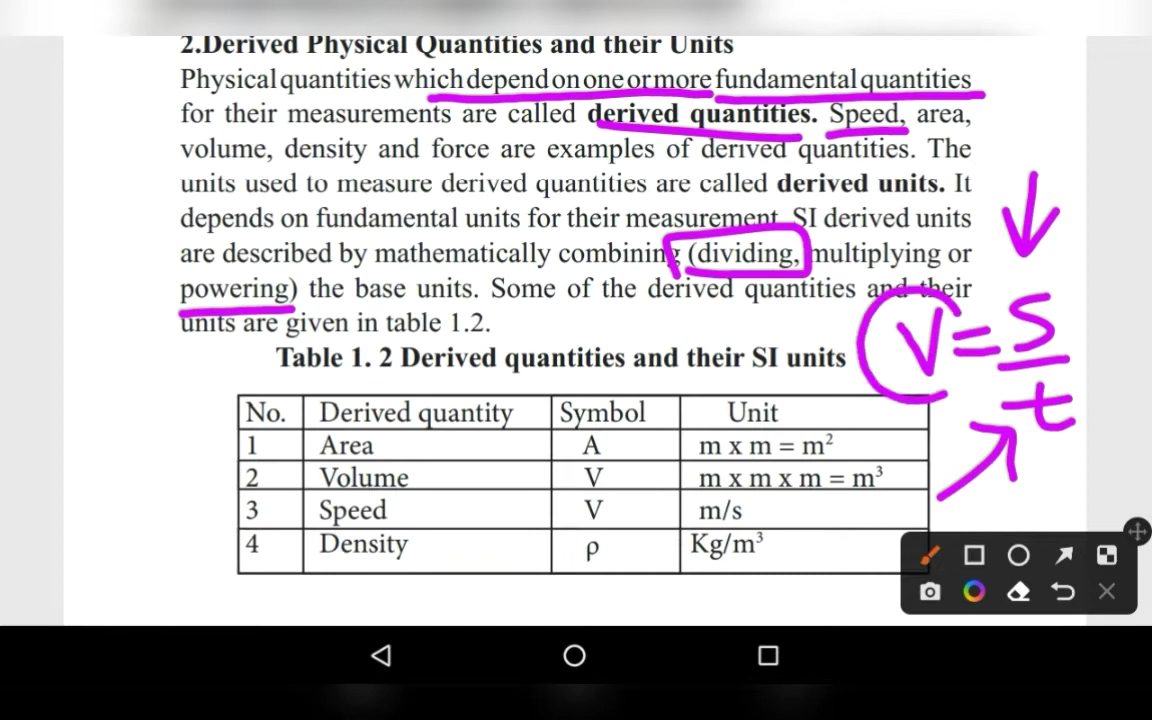 2.Derived Physical Quantities and their Units
Physical quantities which depend on one or more fundamental quantities
for their measurements are called derived quantities. Speed, area,
volume, density and force are examples of derived quantities. The
units used to measure derived quantities are called derived units. It
depends on fundamental units for their measurement. SI derived units
are described by mathematically combining (dividing, multiplying or
powering) the base units. Some of the derived quantities and their
units are given in table 1.2.
V = S
t
Table 1. 2 Derived quantities and their SI units
No. Derived quantity Symbol Unit
1 Area A m x m = m²
2 Volume V m x m x m = m³
3 Speed V m/s
4 Density ρ Kg/m³